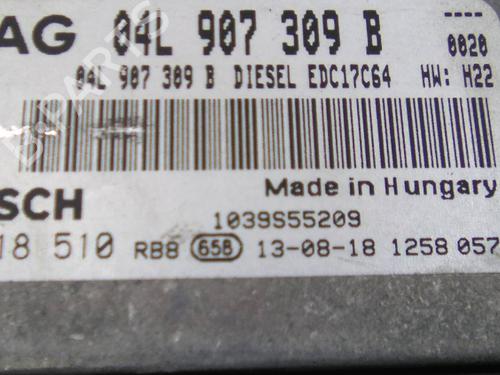 AG 04L 907 309 B ----
0020
04L 907 309 B DIESEL EDC17C64 HW: H22
Made in Hungary
SCH 1039S55209
18 510 RB8 658 13-08-18 1258 057
B-PARTS